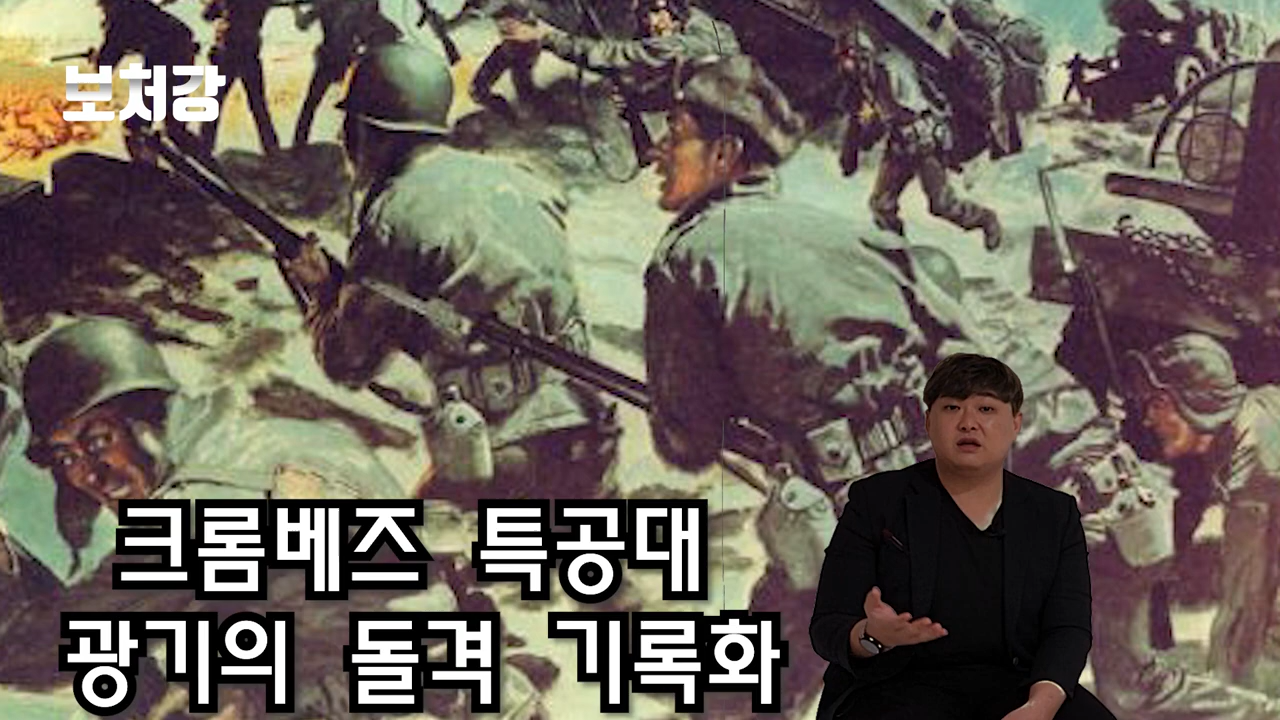 보처강
크롬베즈 특공대
광기의 돌격 기록화